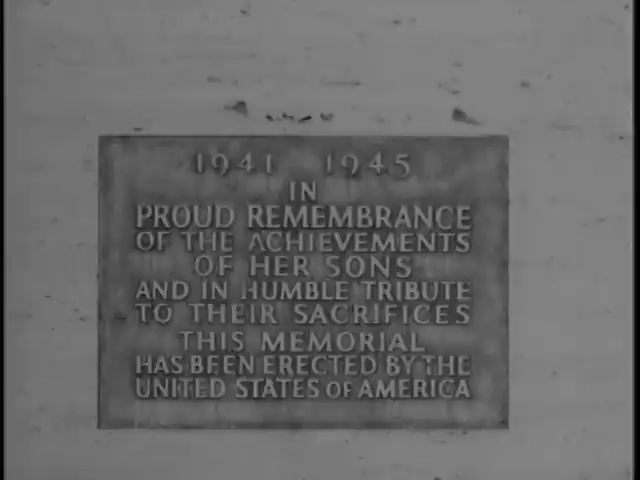 1941 1945
IN
PROUD REMEMBRANCE
OF THE ACHIEVEMENTS
OF HER SONS
AND IN HUMBLE TRIBUTE
TO THEIR SACRIFICES
THIS MEMORIAL
HAS BEEN ERECTED BY THE
UNITED STATES OF AMERICA